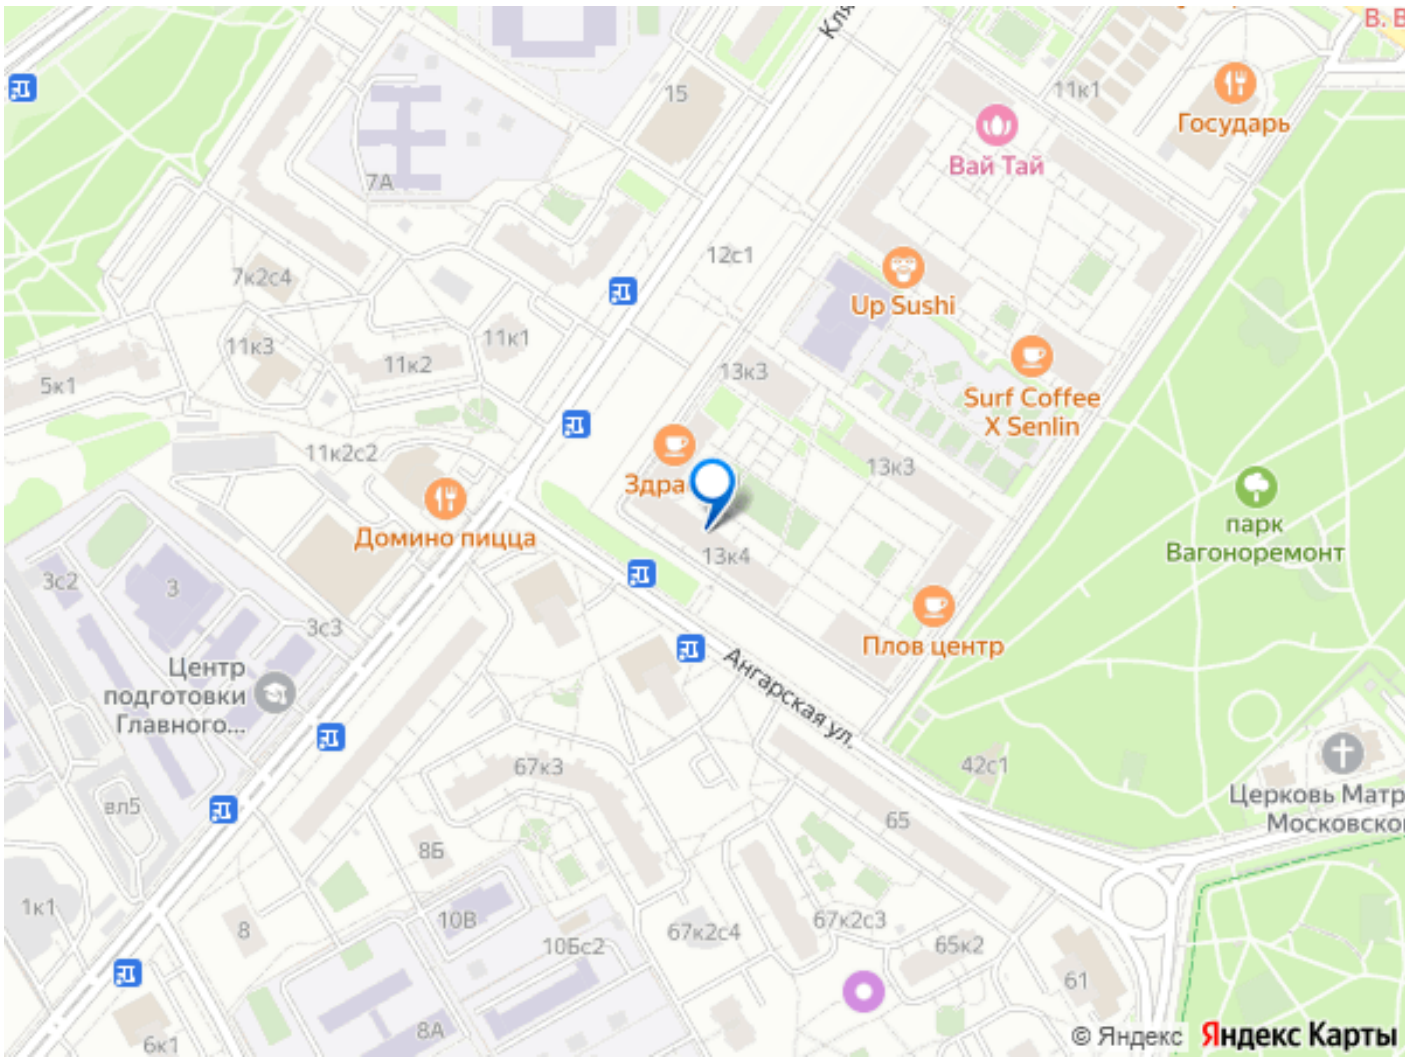 В. В
Кля
15
11к1
Государь
Вай Тай
7А
12с1
7к2с4
Up Sushi
11к1
11к3
11к2
5к1
13к3
Surf Coffee
X Senlin
11к2с2
13к3
Здра
Домино пицца
парк
Вагоноремонт
13к4
3с2
3
3с3
Плов центр
Центр
подготовки
Главного...
Ангарская ул.
67к3
42с1
Церковь Матр
Московско
вл5
65
8Б
1к1
8
10В
10Бс2
67к2с4
67к2с3
65к2
61
8А
6к1
© Яндекс
Яндекс Карты